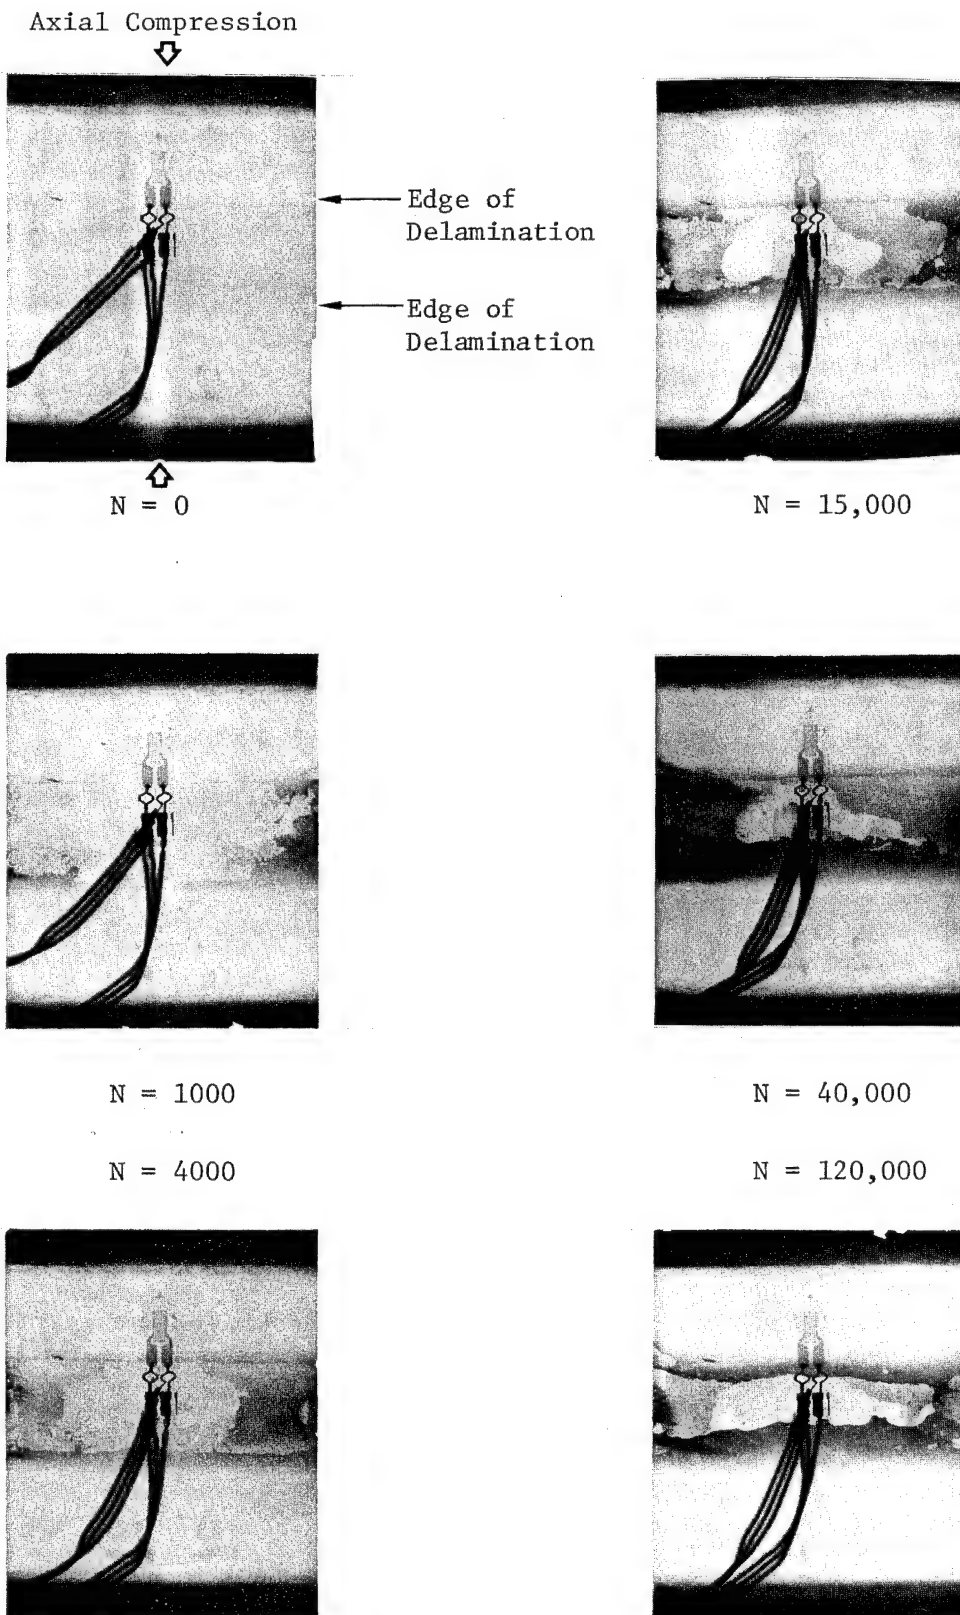 Axial Compression
Edge of
Delamination
Edge of
Delamination
N = 0
N = 15,000
N = 1000
N = 40,000
N = 4000
N = 120,000